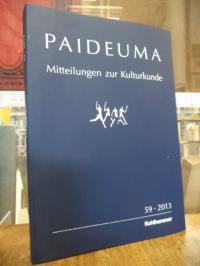 PAIDEUMA
Mitteilungen zur Kulturkunde
59 · 2013
Kohlhammer